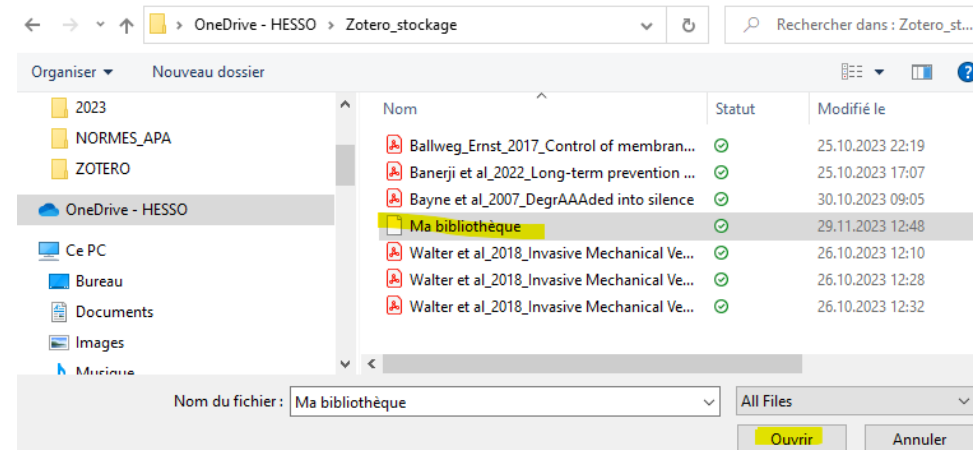 OneDrive - HESSO > Zotero_stockage
Rechercher dans : Zotero_st...
Organiser Nouveau dossier
2023
NORMES_APA
ZOTERO
OneDrive - HESSO
Ce PC
Bureau
Documents
Images
Musique
Nom Statut Modifié le
Ballweg_Ernst_2017_Control of membran... 25.10.2023 22:19
Banerji et al_2022_Long-term prevention ... 25.10.2023 17:07
Bayne et al_2007_DegrAAAded into silence 30.10.2023 09:05
Ma bibliothèque 29.11.2023 12:48
Walter et al_2018_Invasive Mechanical Ve... 26.10.2023 12:10
Walter et al_2018_Invasive Mechanical Ve... 26.10.2023 12:28
Walter et al_2018_Invasive Mechanical Ve... 26.10.2023 12:32
Nom du fichier : Ma bibliothèque All Files
Ouvrir Annuler